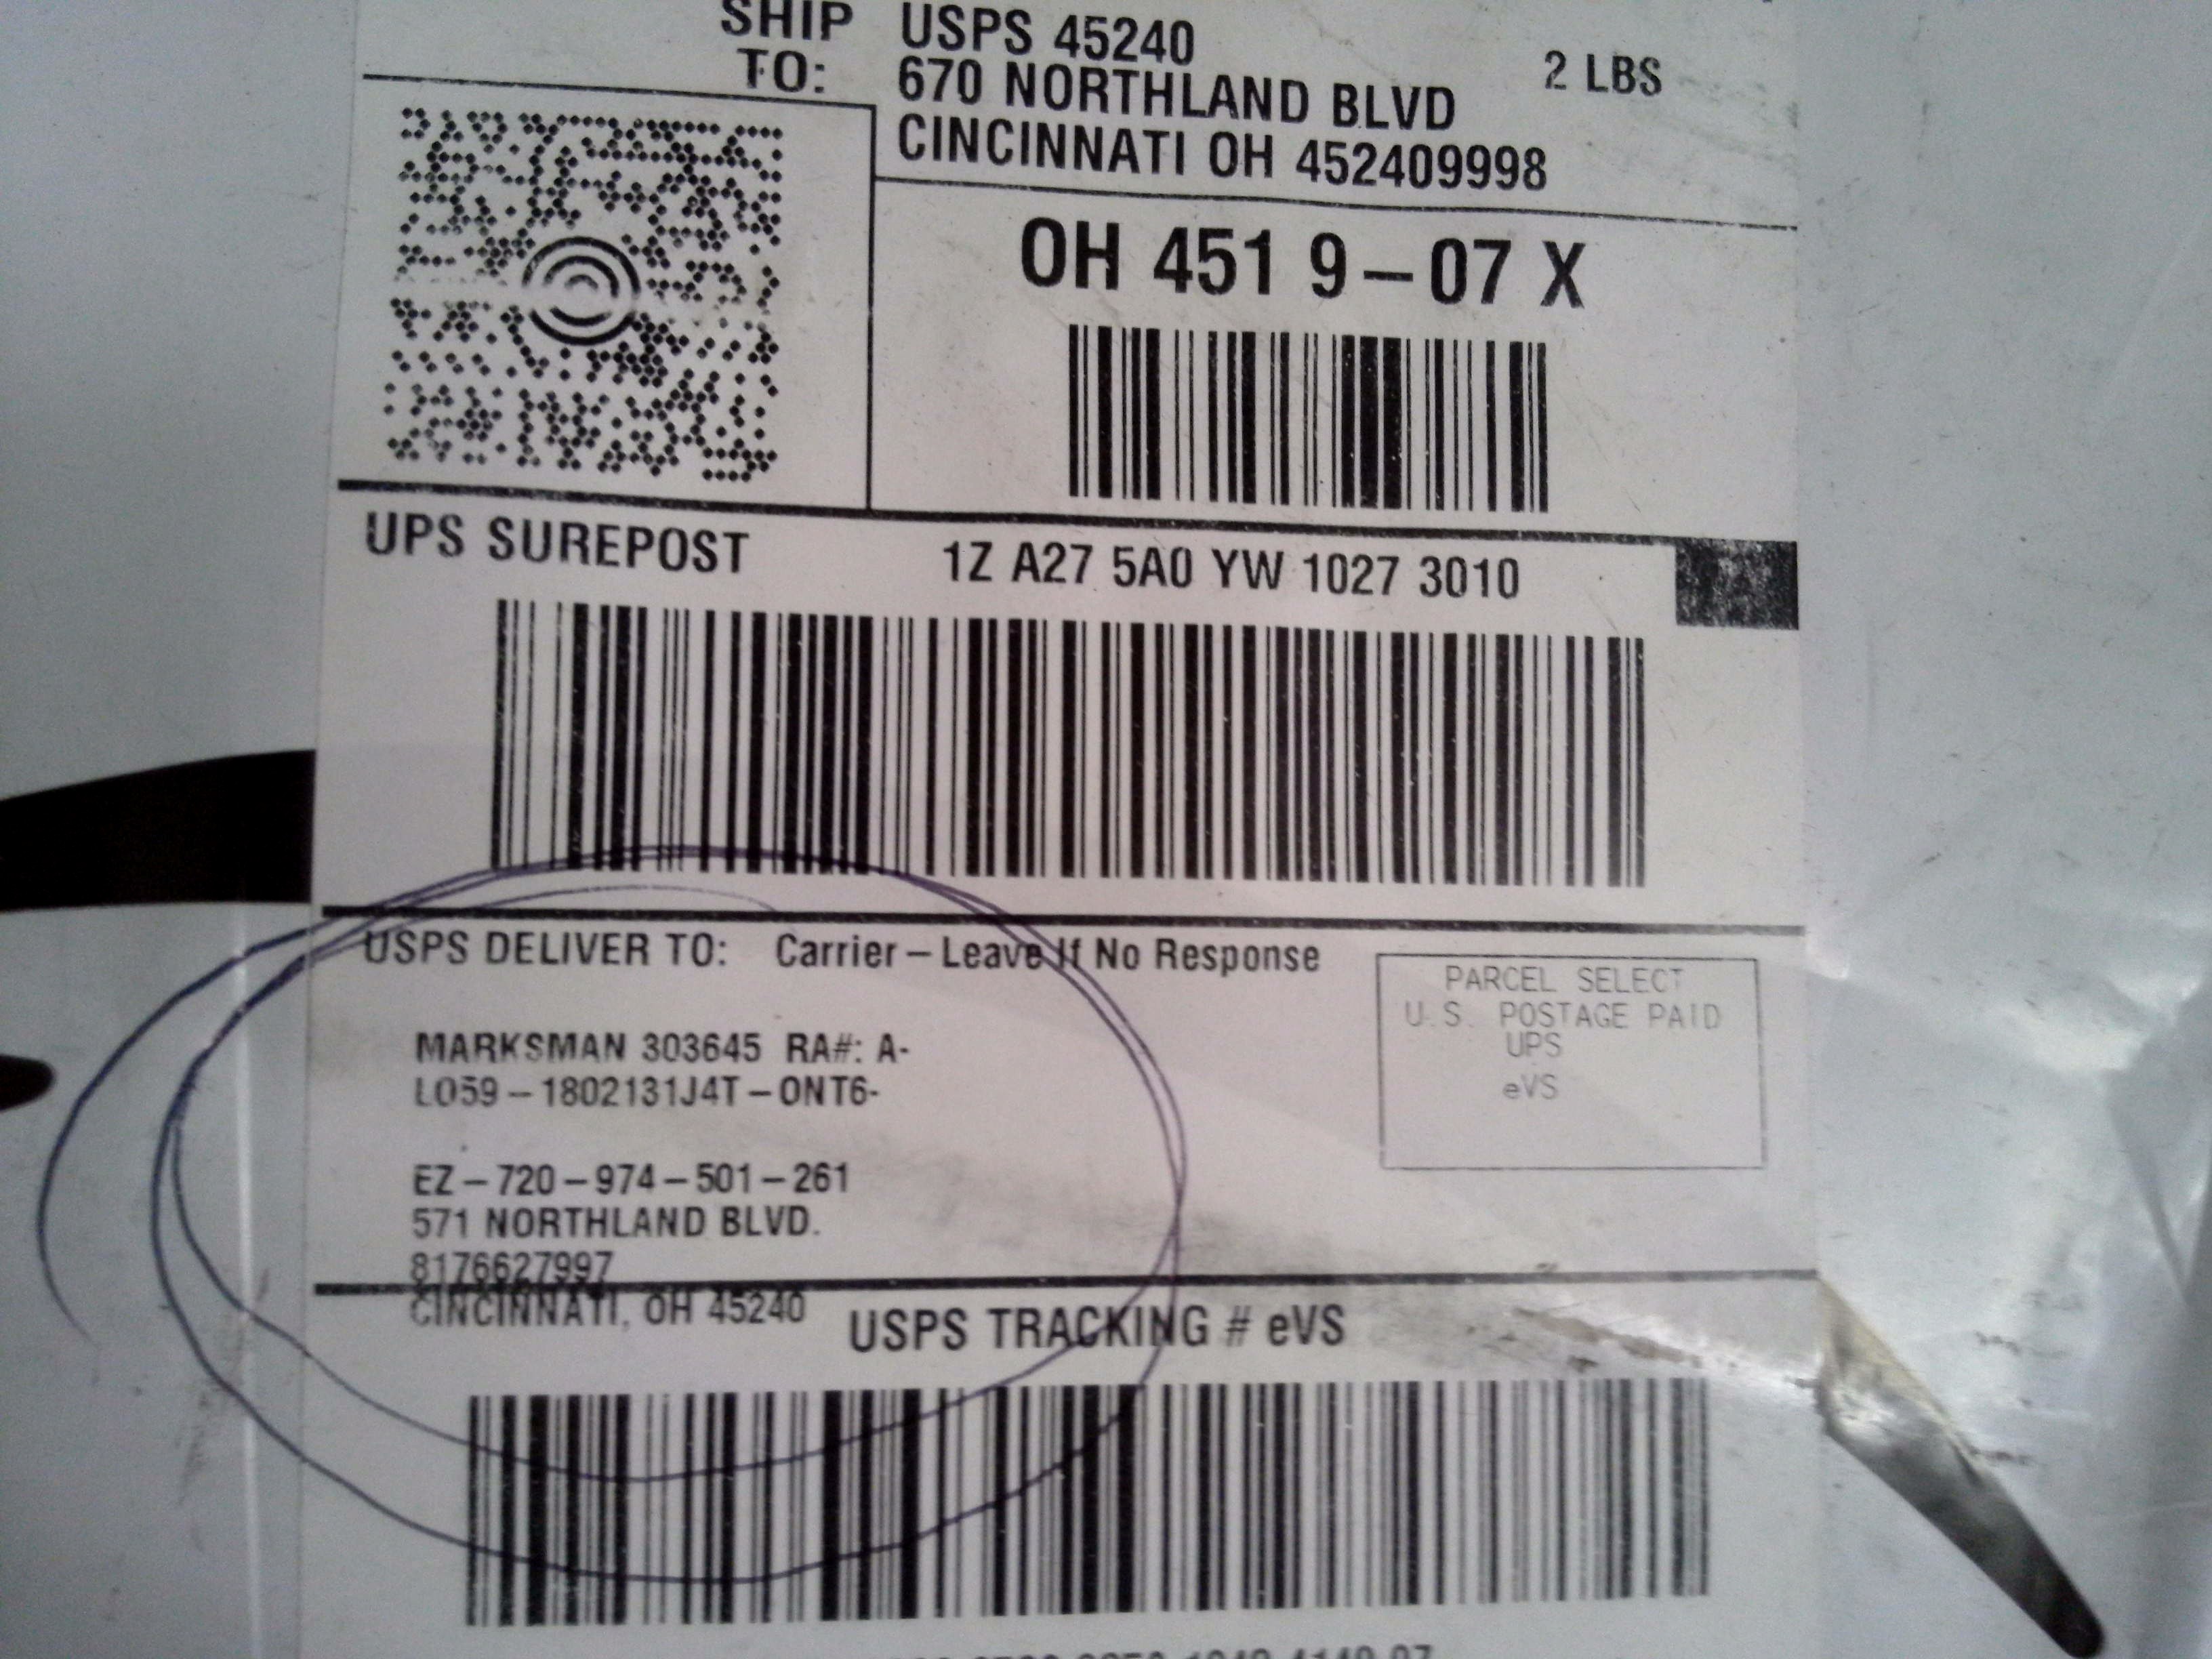 SHIP TO: USPS 45240
670 NORTHLAND BLVD
CINCINNATI OH 452409998
2 LBS
OH 451 9-07 X
UPS SUREPOST
1Z A27 5A0 YW 1027 3010
USPS DELIVER TO: Carrier-Leave If No Response
MARKSMAN 303645 RA#: A-
L059-1802131J4T-ONT6-
EZ-720-974-501-261
571 NORTHLAND BLVD.
8176627997
CINCINNATI, OH 45240
PARCEL SELECT
U.S. POSTAGE PAID
UPS
eVS
USPS TRACKING # eVS